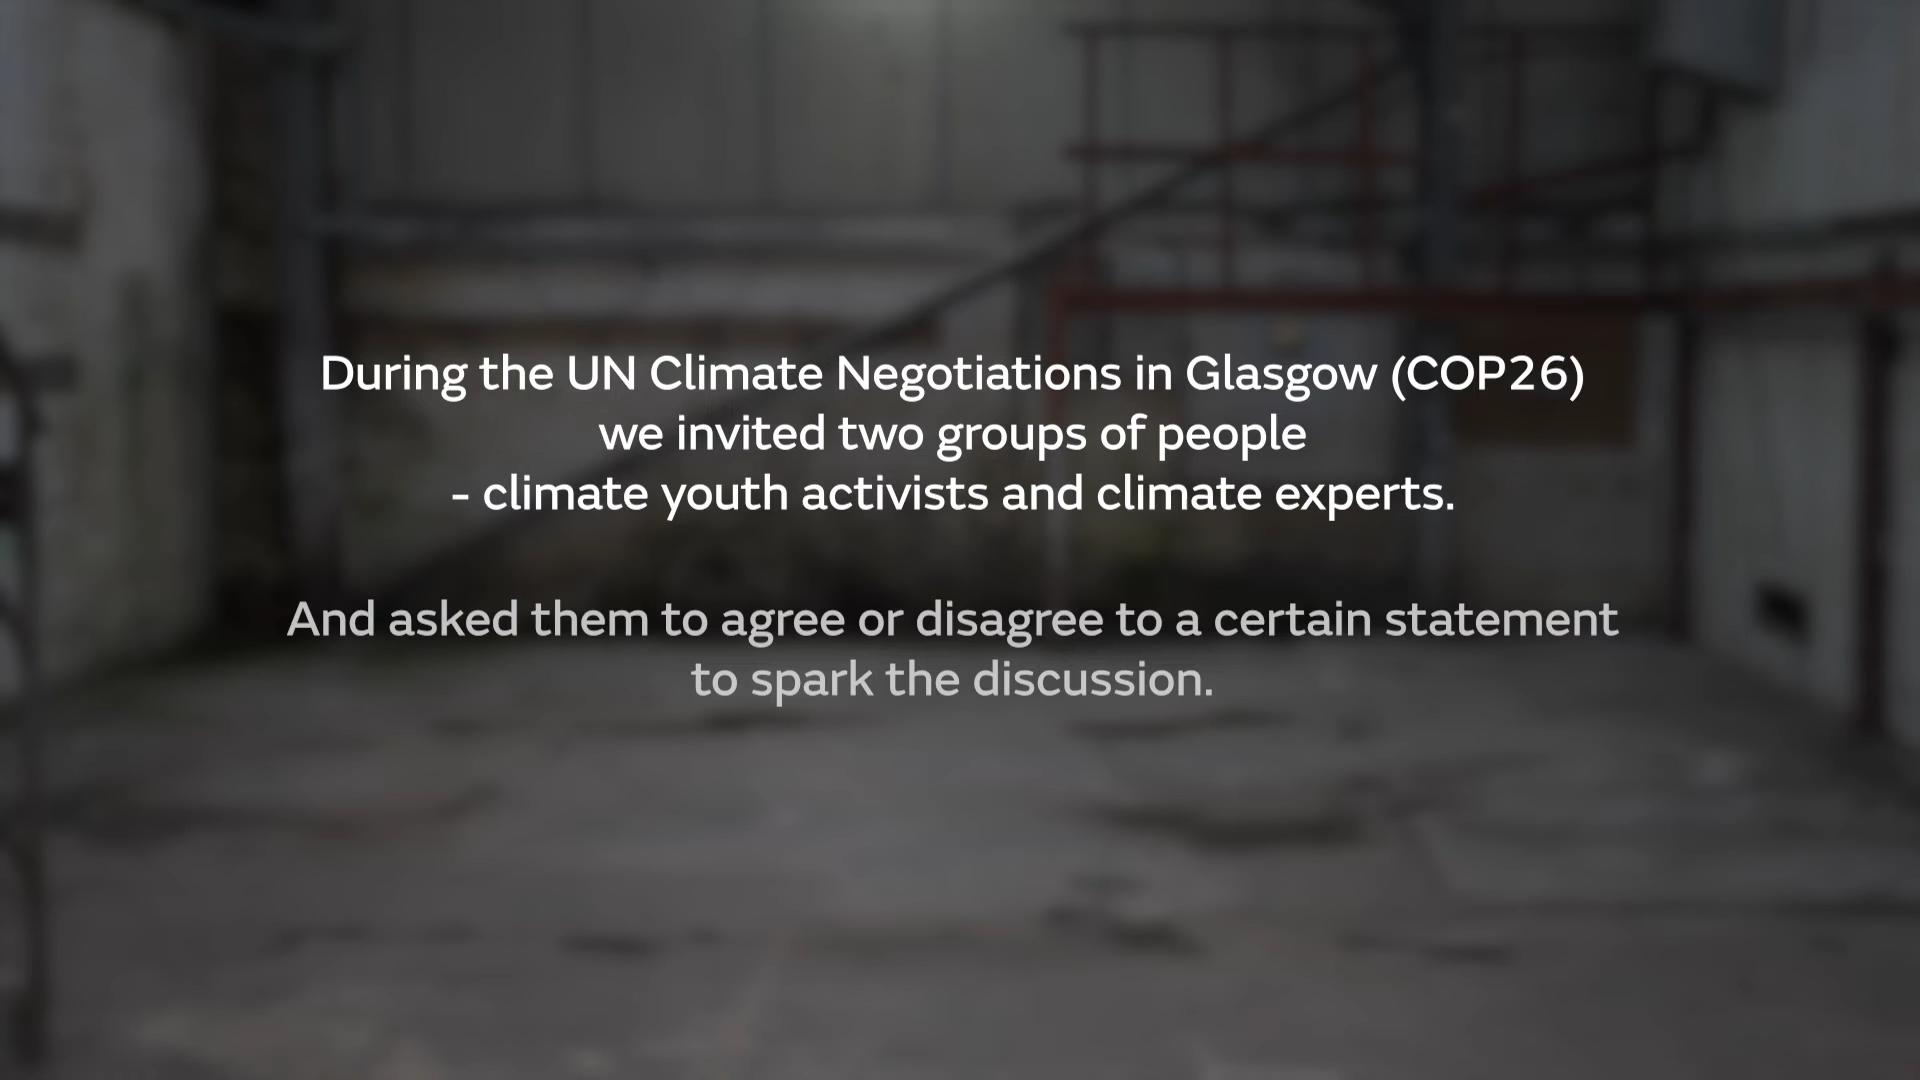 During the UN Climate Negotiations in Glasgow (COP26)
we invited two groups of people
- climate youth activists and climate experts.
And asked them to agree or disagree to a certain statement
to spark the discussion.